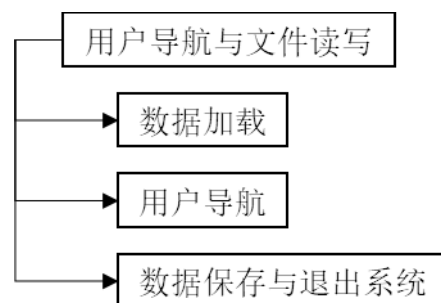 用户导航与文件读写
数据加载
用户导航
数据保存与退出系统